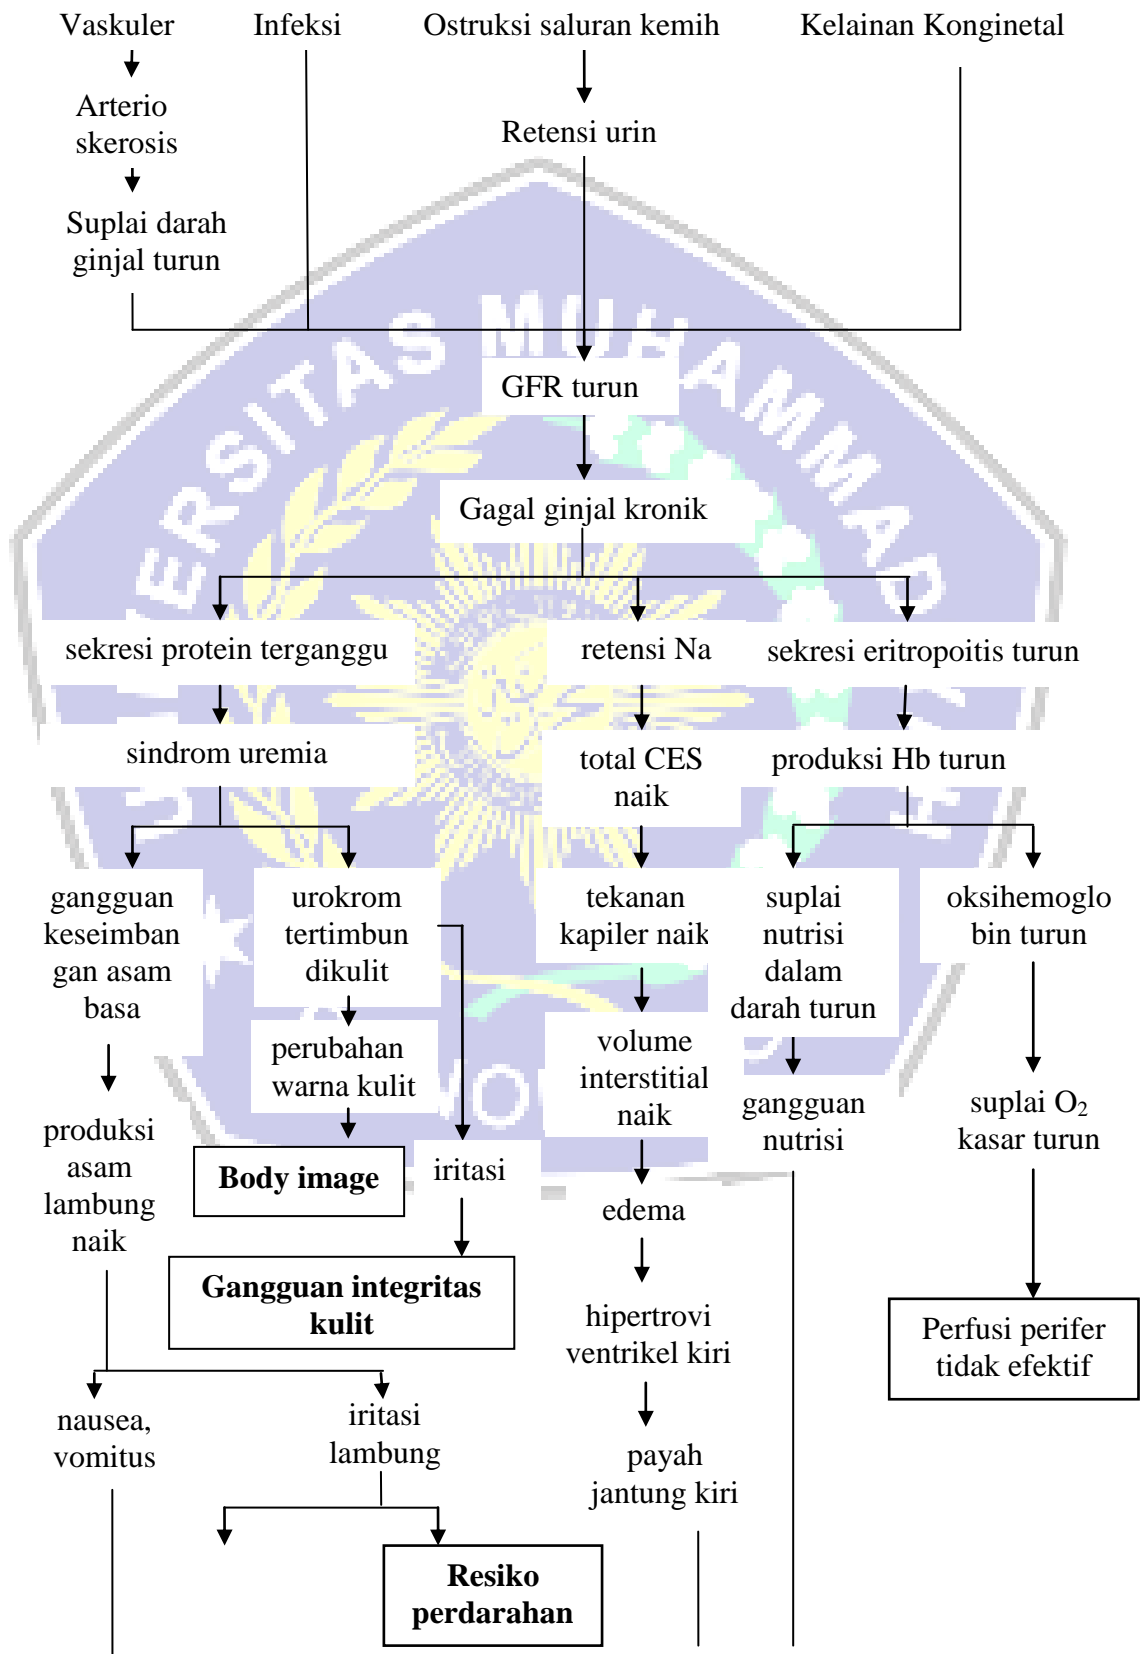 Vaskuler
Infeksi
Ostruksi saluran kemih
Kelainan Konginetal
Arterio
skerosis
Retensi urin
Suplai darah
ginjal turun
UNIVERSITAS MUHAMMADIYAH
GFR turun
Gagal ginjal kronik
sekresi protein terganggu
retensi Na
sekresi eritropoitis turun
sindrom uremia
total CES
naik
produksi Hb turun
gangguan
keseimban
gan asam
basa
urokrom
tertimbun
dikulit
tekanan
kapiler naik
suplai
nutrisi
dalam
darah turun
oksihemoglo
bin turun
perubahan
warna kulit
volume
interstitial
naik
gangguan
nutrisi
suplai O₂
kasar turun
produksi
asam
lambung
naik
Body image
iritasi
edema
Gangguan integritas
kulit
hipertrovi
ventrikel kiri
Perfusi perifer
tidak efektif
nausea,
vomitus
iritasi
lambung
payah
jantung kiri
Resiko
perdarahan